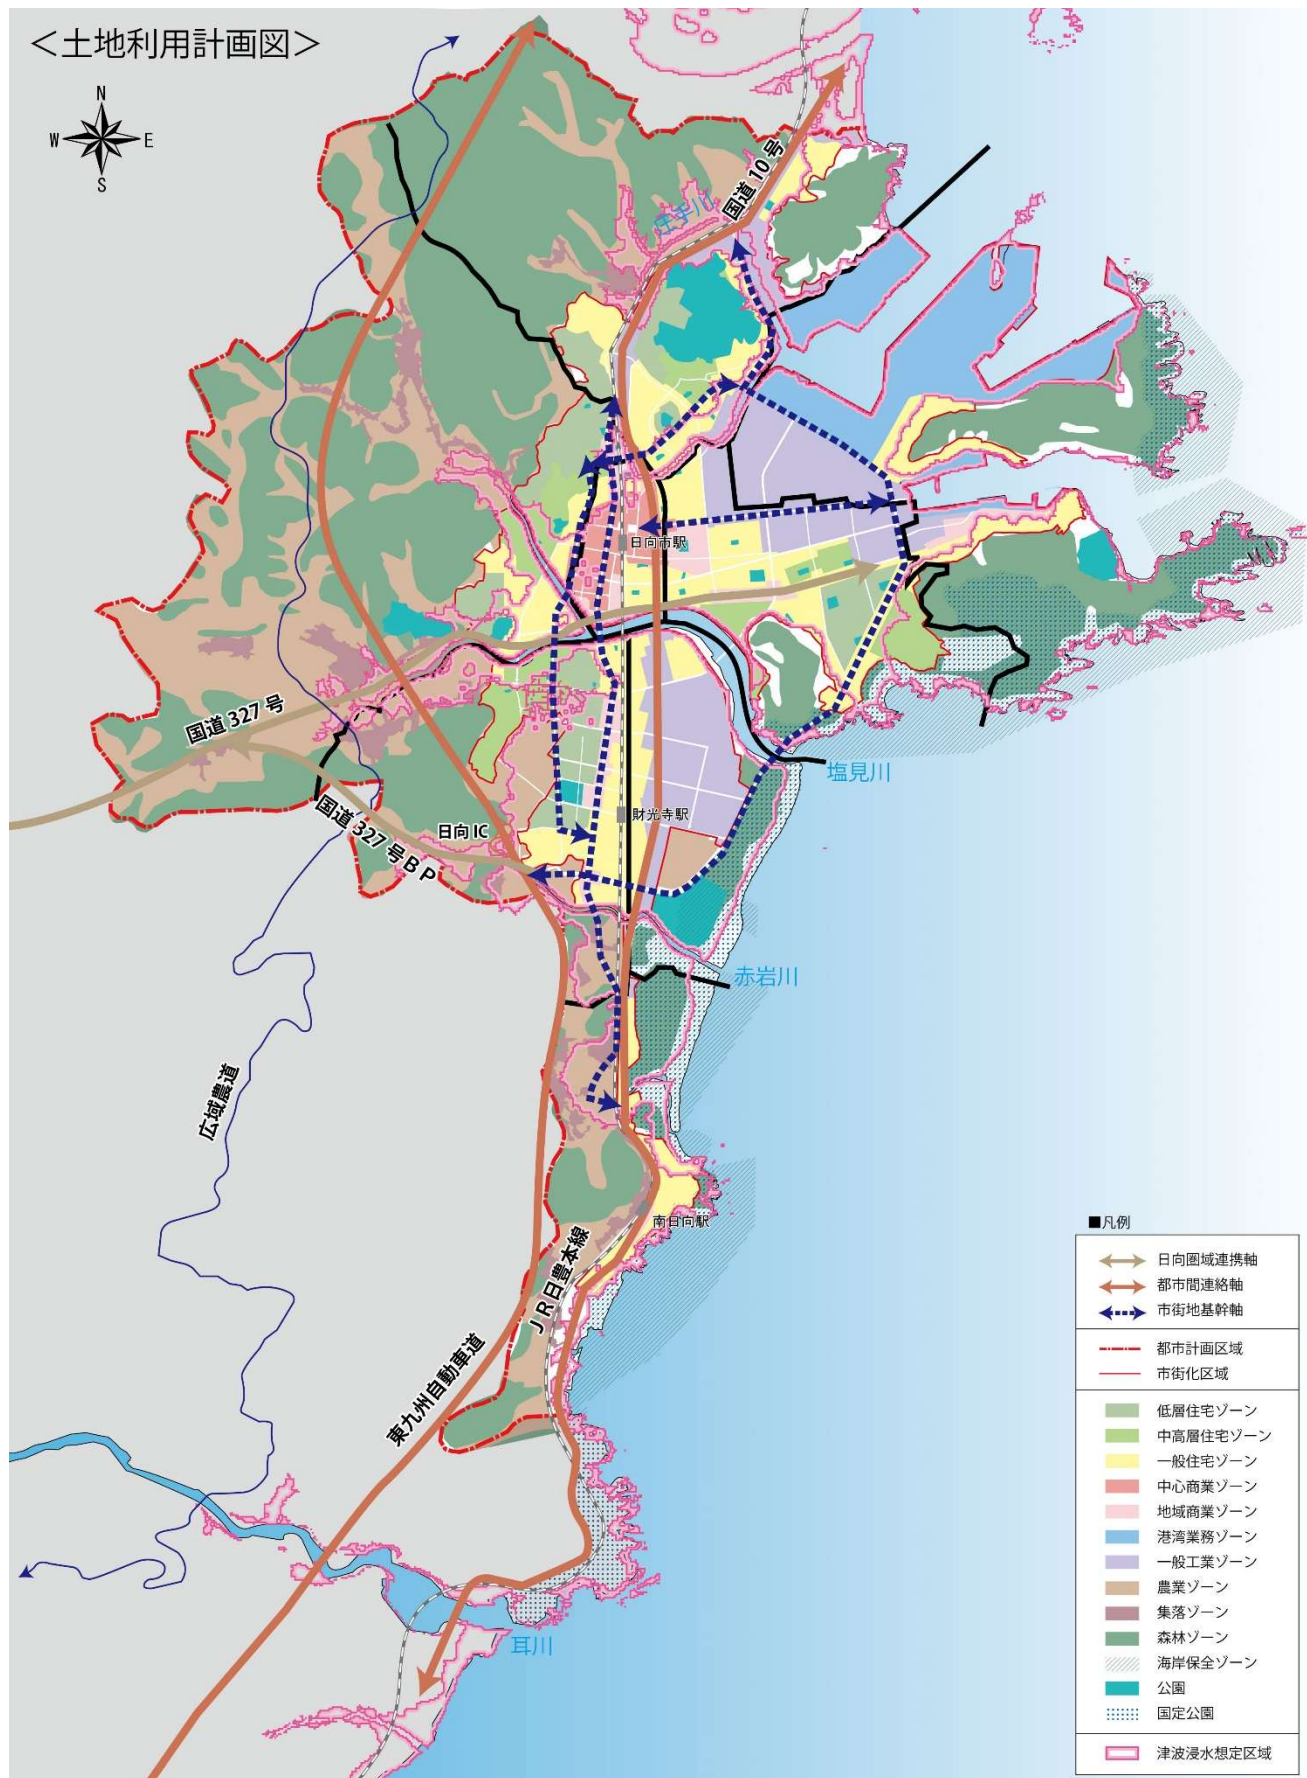 ＜土地利用計画図＞
N
W
E
S
国道10号
庄手川
日向市駅
国道327号
塩見川
国道327号BP
日向IC
財光寺駅
赤岩川
広域農道
南日向駅
JR日豊本線
東九州自動車道
耳川
■凡例
日向圏域連携軸
都市間連絡軸
市街地基幹軸
都市計画区域
市街化区域
低層住宅ゾーン
中高層住宅ゾーン
一般住宅ゾーン
中心商業ゾーン
地域商業ゾーン
港湾業務ゾーン
一般工業ゾーン
農業ゾーン
集落ゾーン
森林ゾーン
海岸保全ゾーン
公園
国定公園
津波浸水想定区域